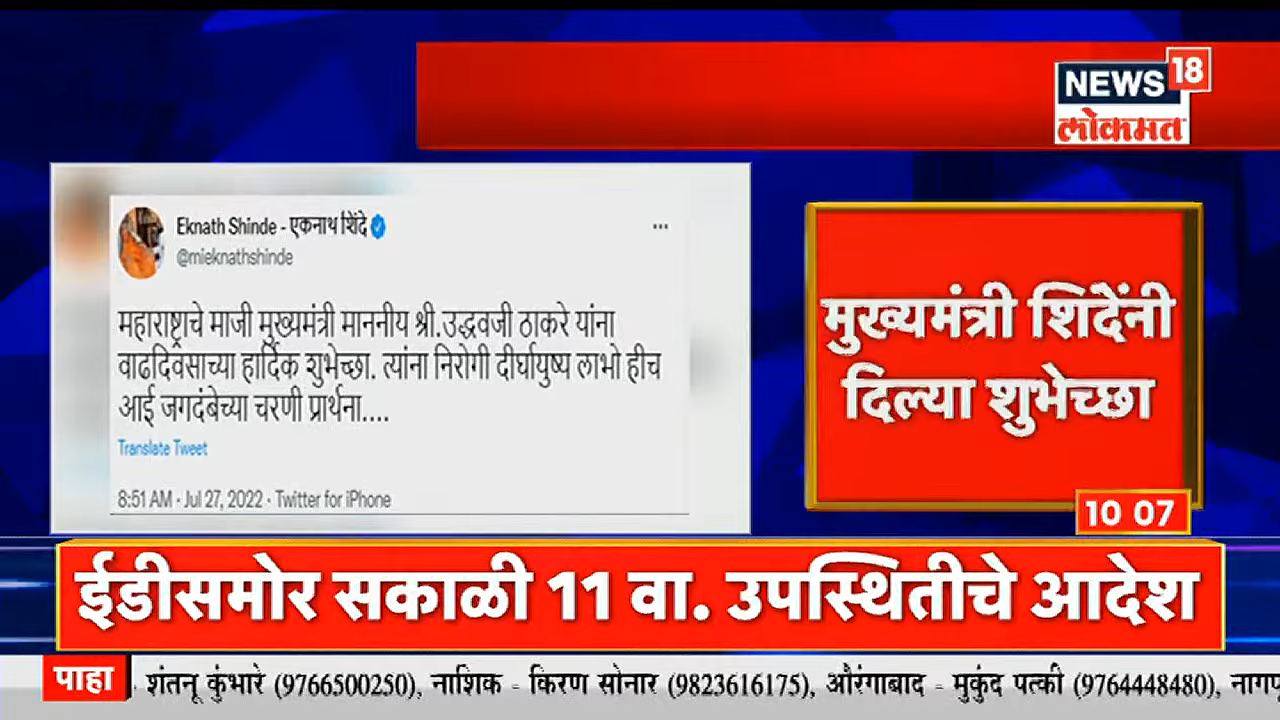 NEWS 18
लोकमत
Eknath Shinde - एकनाथ शिंदे
@mieknathshinde
महाराष्ट्राचे माजी मुख्यमंत्री माननीय श्री.उद्धवजी ठाकरे यांना
वाढदिवसाच्या हार्दिक शुभेच्छा. त्यांना निरोगी दीर्घायुष्य लाभो हीच
आई जगदंबेच्या चरणी प्रार्थना....
Translate Tweet
8:51 AM · Jul 27, 2022 · Twitter for iPhone
मुख्यमंत्री शिंदेंनी
दिल्या शुभेच्छा
10 07
ईडीसमोर सकाळी 11 वा. उपस्थितीचे आदेश
पाहा शंतनू कुंभारे (9766500250), नाशिक - किरण सोनार (9823616175), औरंगाबाद - मुकुंद पत्की (9764448480),